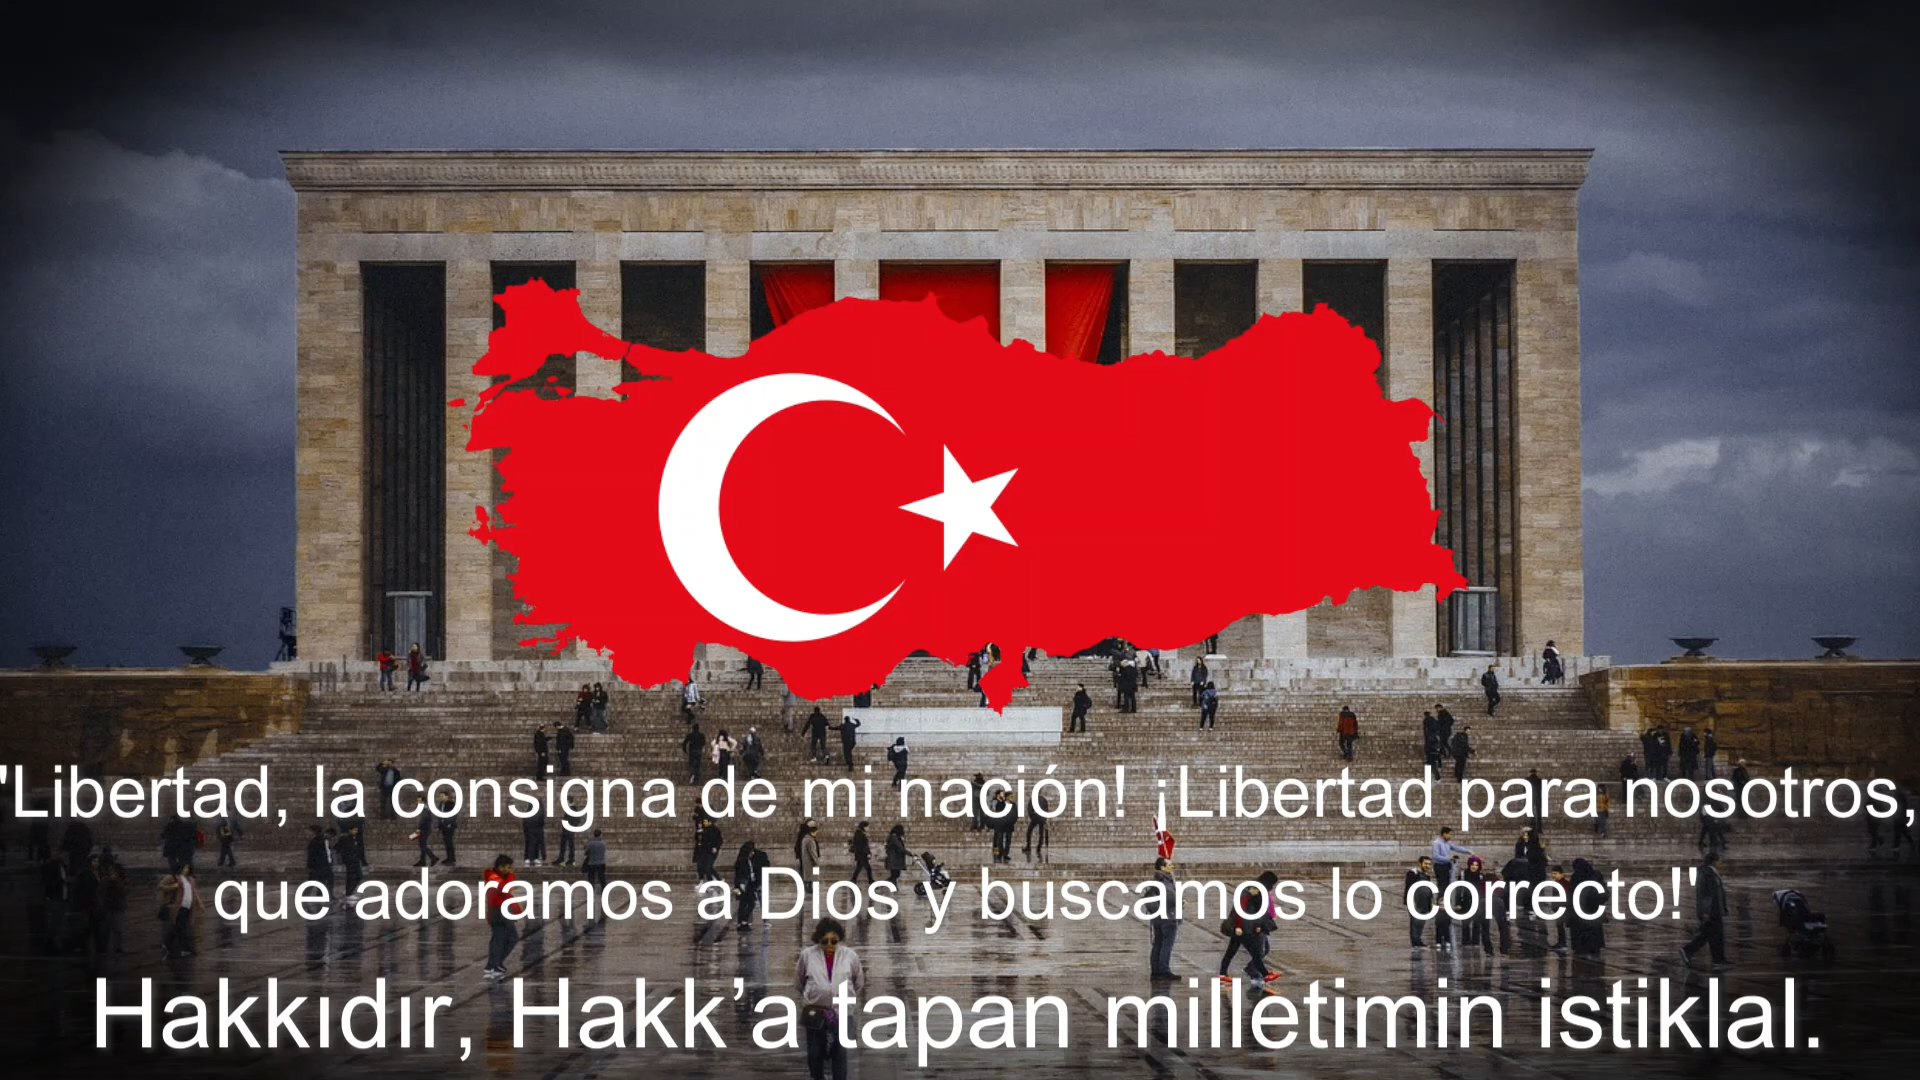 'Libertad, la consigna de mi nación! ¡Libertad para nosotros,
que adoramos a Dios y buscamos lo correcto!'
Hakkıdır, Hakk’a tapan milletimin istiklal.